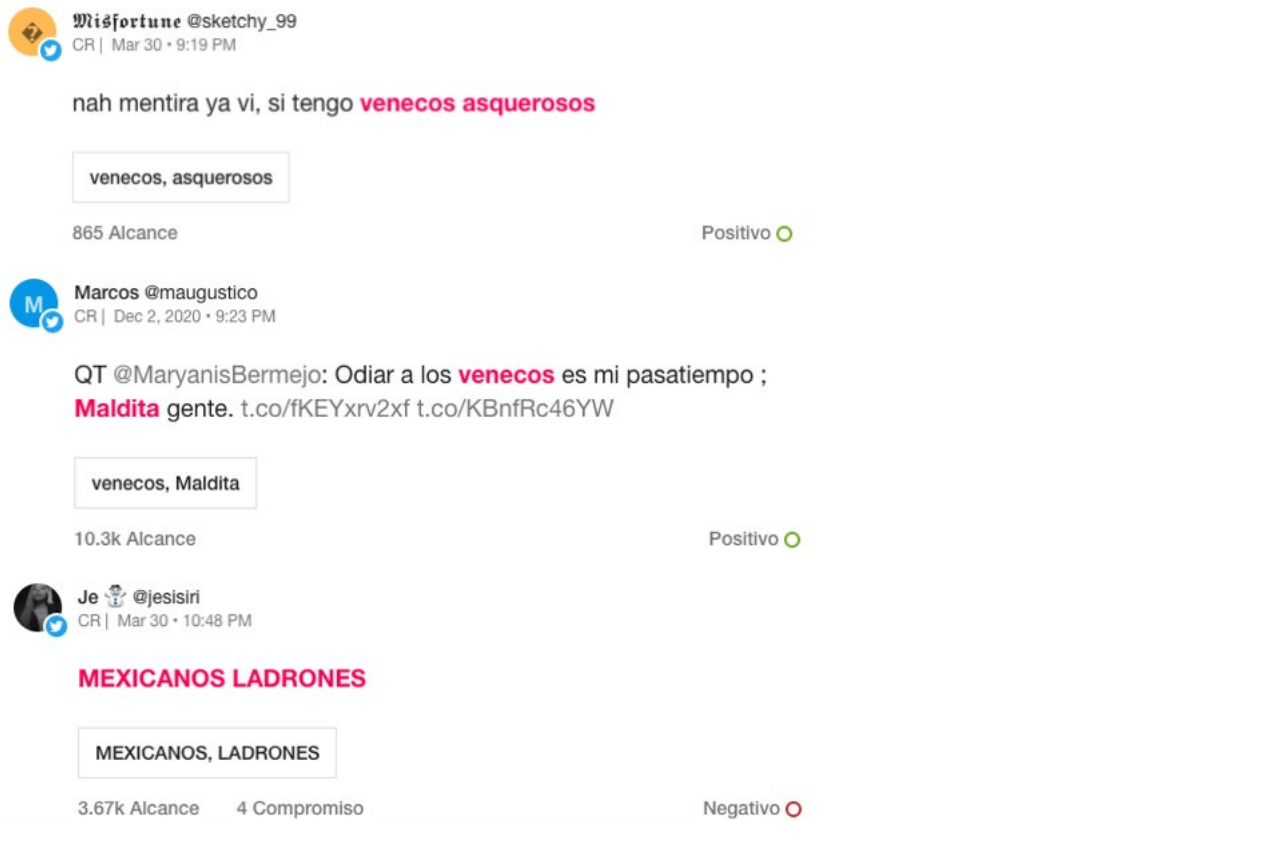 𝕸𝖎𝖘𝖋𝖔𝖗𝖙𝖚𝖓𝖊 @sketchy_99
CR | Mar 30 • 9:19 PM
nah mentira ya vi, si tengo venecos asquerosos
venecos, asquerosos
865 Alcance Positivo
M
Marcos @maugustico
CR | Dec 2, 2020 • 9:23 PM
QT @MaryanisBermejo: Odiar a los venecos es mi pasatiempo ;
Maldita gente. t.co/fKEYxrv2xf t.co/KBnfRc46YW
venecos, Maldita
10.3k Alcance Positivo
Je ☃ @jesisiri
CR | Mar 30 • 10:48 PM
MEXICANOS LADRONES
MEXICANOS, LADRONES
3.67k Alcance 4 Compromiso Negativo